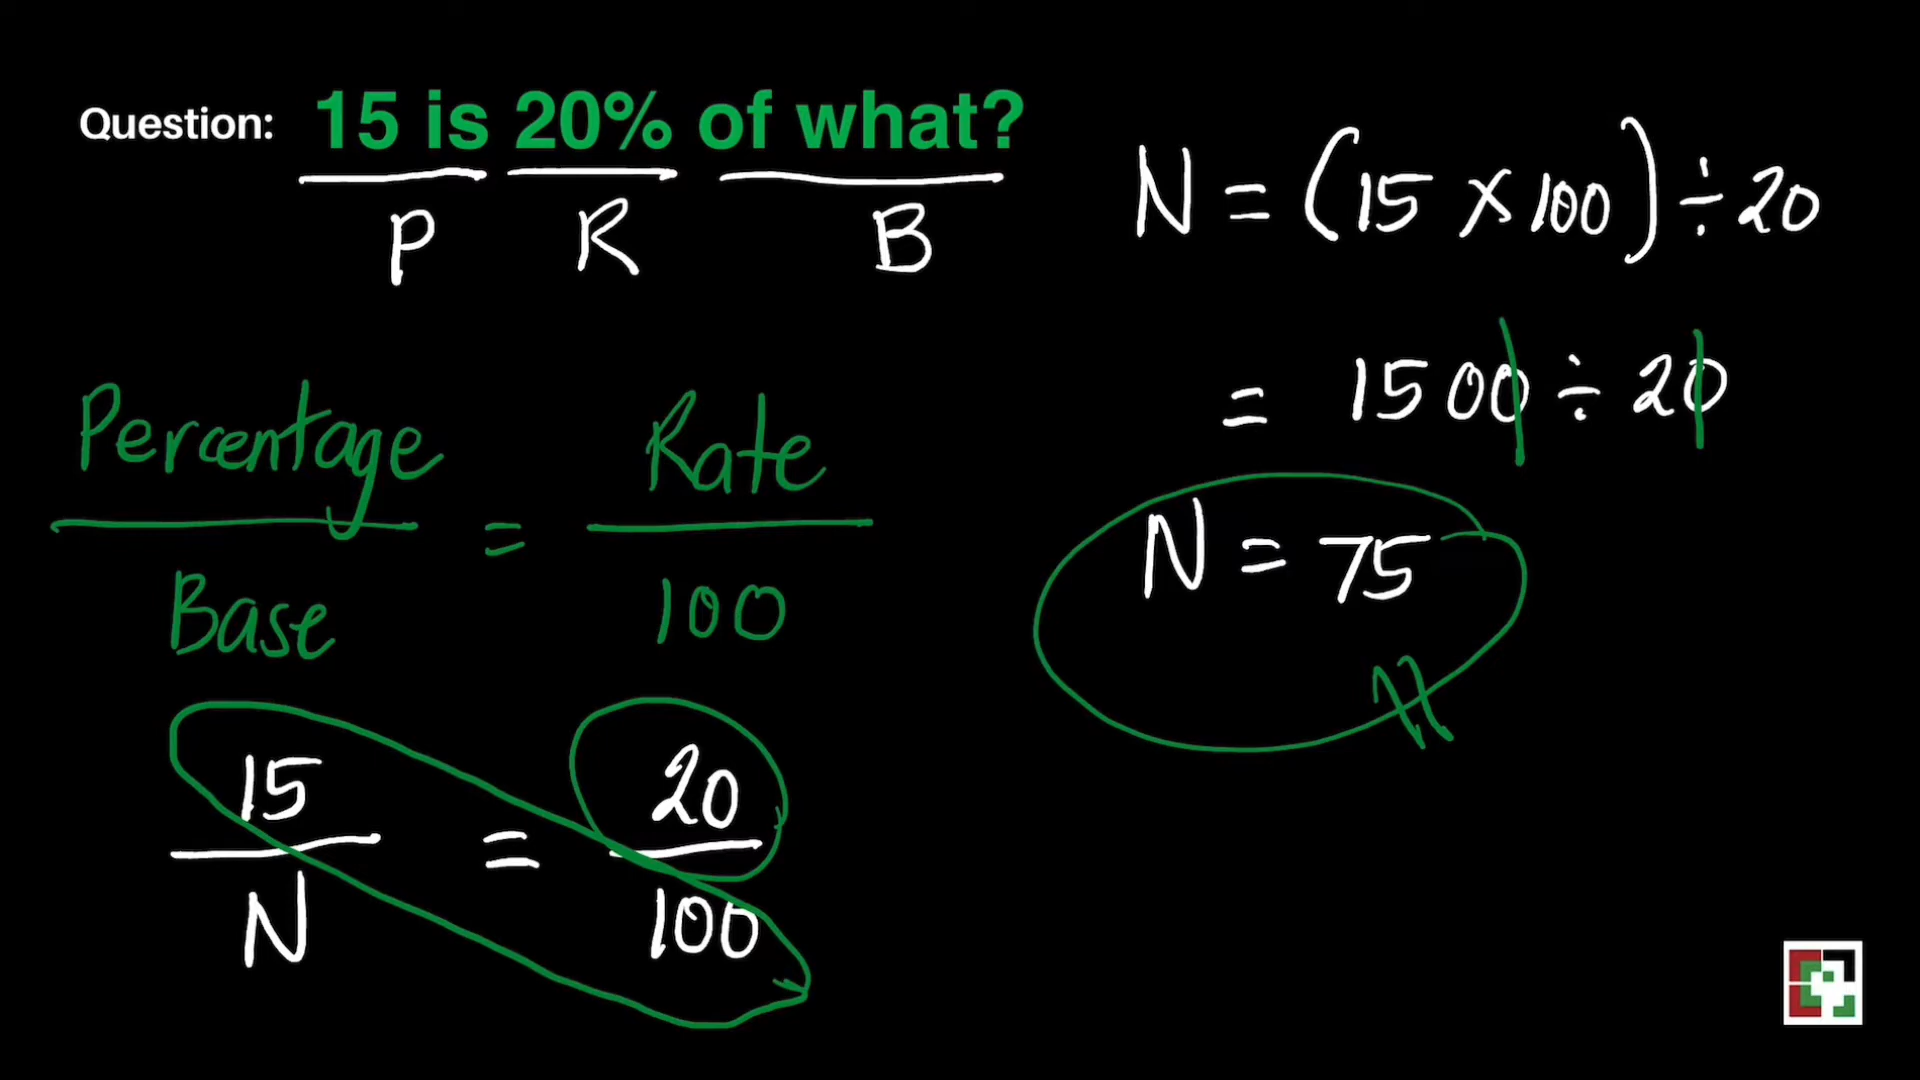 Question: 15 is 20% of what?
P R B
Percentage = Rate
Base 100
15 = 20
N 100
N = (15 × 100) ÷ 20
= 1500 ÷ 20
N = 75